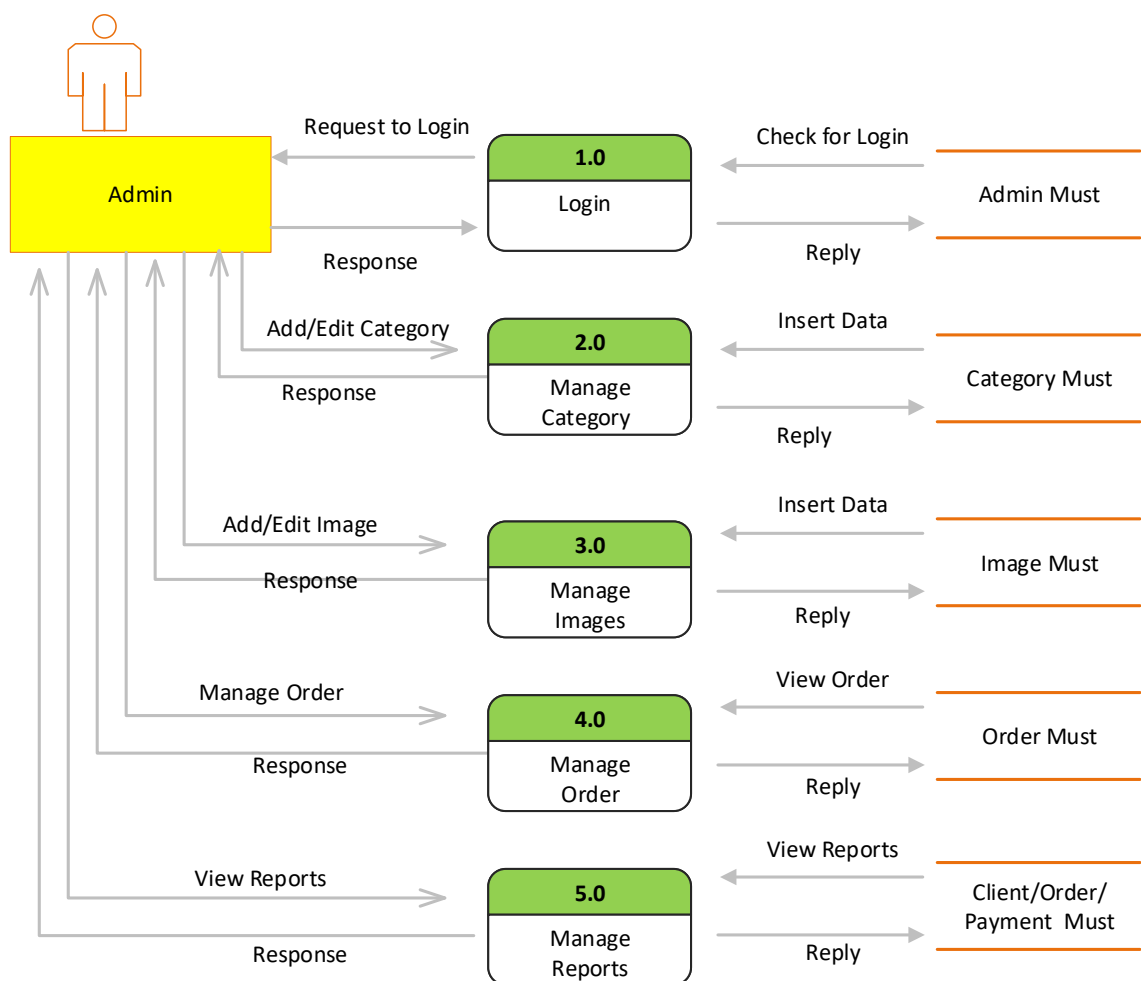 Request to Login
1.0
Check for Login
Admin
Login
Admin Must
Response
Reply
Add/Edit Category
2.0
Insert Data
Response
Manage
Category
Category Must
Reply
Add/Edit Image
3.0
Insert Data
Response
Manage
Images
Image Must
Reply
Manage Order
4.0
View Order
Response
Manage
Order
Order Must
Reply
View Reports
5.0
View Reports
Response
Manage
Reports
Client/Order/
Payment  Must
Reply